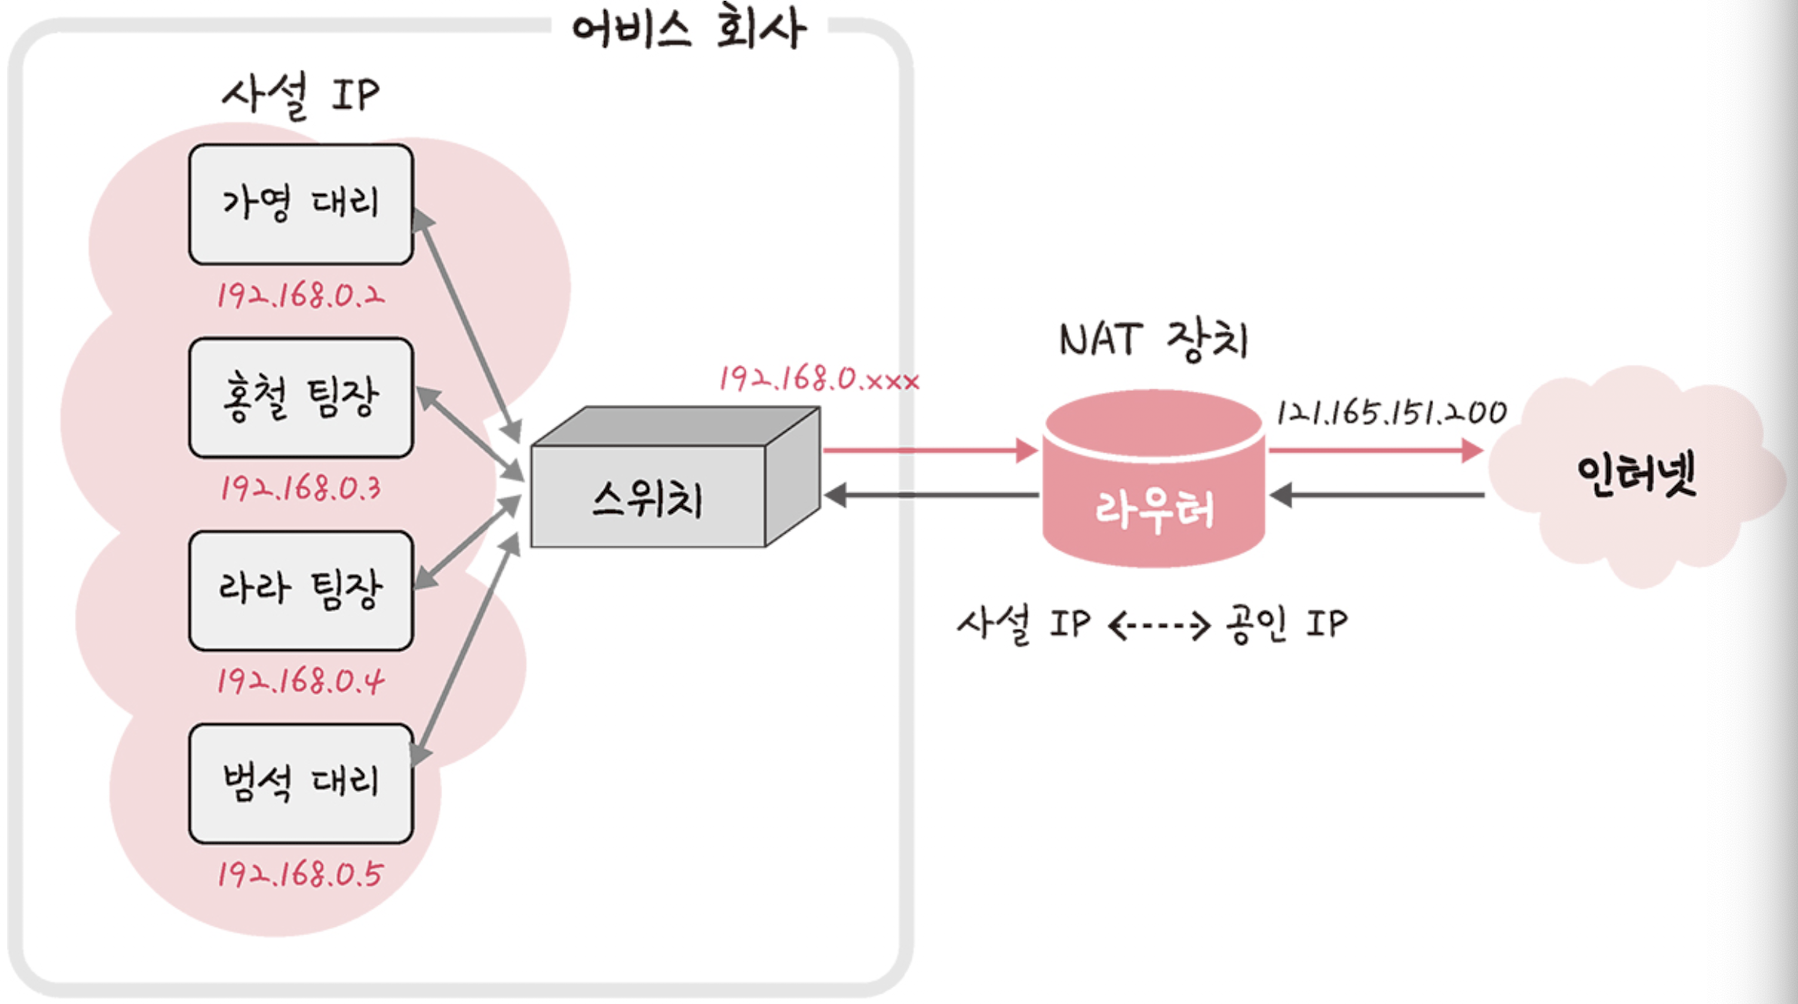 어비스 회사
사설 IP
가영 대리
192.168.0.2
홍철 팀장
192.168.0.3
라라 팀장
192.168.0.4
범석 대리
192.168.0.5
스위치
192.168.0.xxx
NAT 장치
라우터
사설 IP <----> 공인 IP
121.165.151.200
인터넷